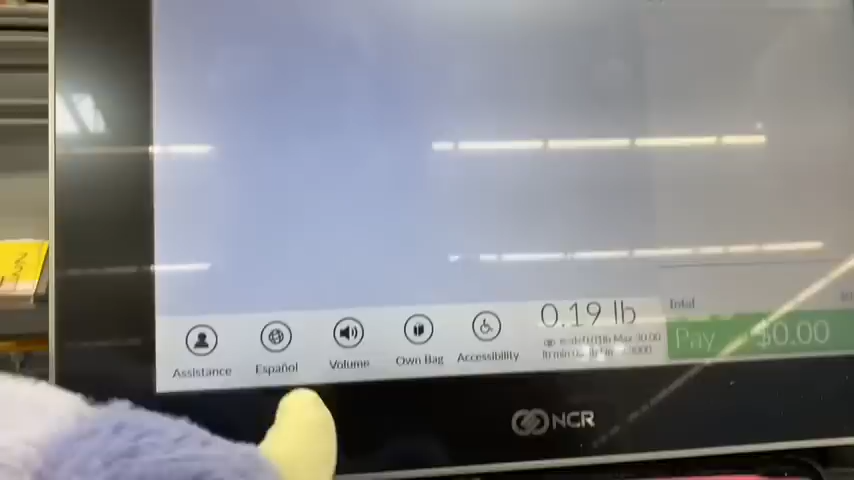 0.19 lb
Total
Pay $0.00
Assistance
Español
Volume
Own Bag
Accessibility
NCR